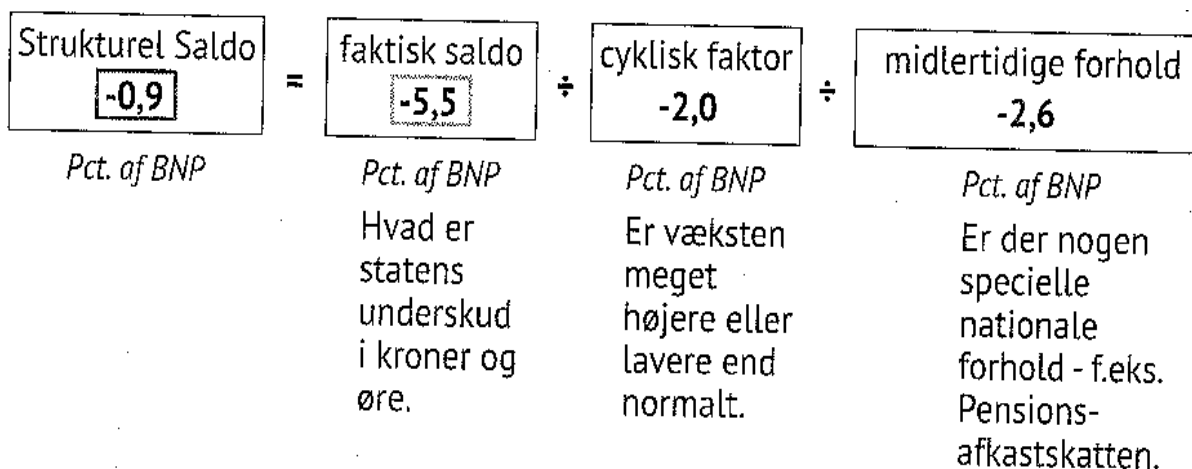 Strukturel Saldo
-0,9
Pct. af BNP
=
faktisk saldo
-5,5
Pct. af BNP
Hvad er
statens
underskud
i kroner og
øre.
÷
cyklisk faktor
-2,0
Pct. af BNP
Er væksten
meget
højere eller
lavere end
normalt.
÷
midlertidige forhold
-2,6
Pct. af BNP
Er der nogen
specielle
nationale
forhold - f.eks.
Pensions-
afkastskatten.